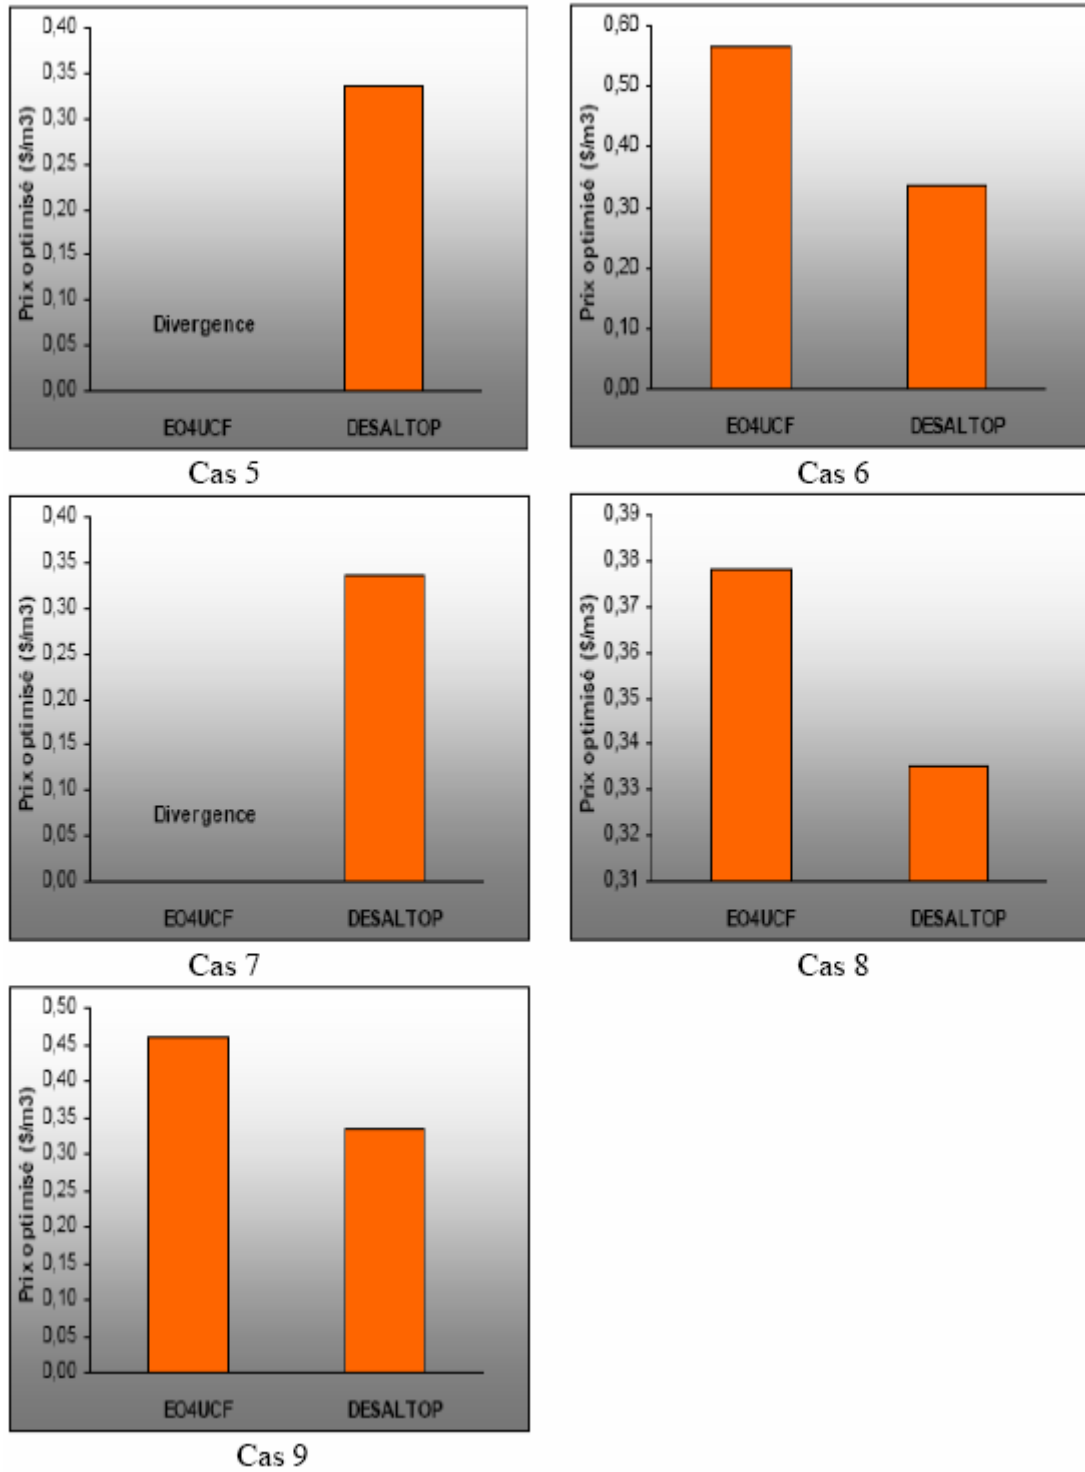 Prix optimisé ($/m3)
0,40
0,35
0,30
0,25
0,20
0,15
0,10
0,05
0,00
Divergence
EO4UCF DESALTOP
Cas 5
Prix optimisé ($/m3)
0,60
0,50
0,40
0,30
0,20
0,10
0,00
EO4UCF DESALTOP
Cas 6
Prix optimisé ($/m3)
0,40
0,35
0,30
0,25
0,20
0,15
0,10
0,05
0,00
Divergence
EO4UCF DESALTOP
Cas 7
Prix optimisé ($/m3)
0,39
0,38
0,37
0,36
0,35
0,34
0,33
0,32
0,31
EO4UCF DESALTOP
Cas 8
Prix optimisé ($/m3)
0,50
0,45
0,40
0,35
0,30
0,25
0,20
0,15
0,10
0,05
0,00
EO4UCF DESALTOP
Cas 9